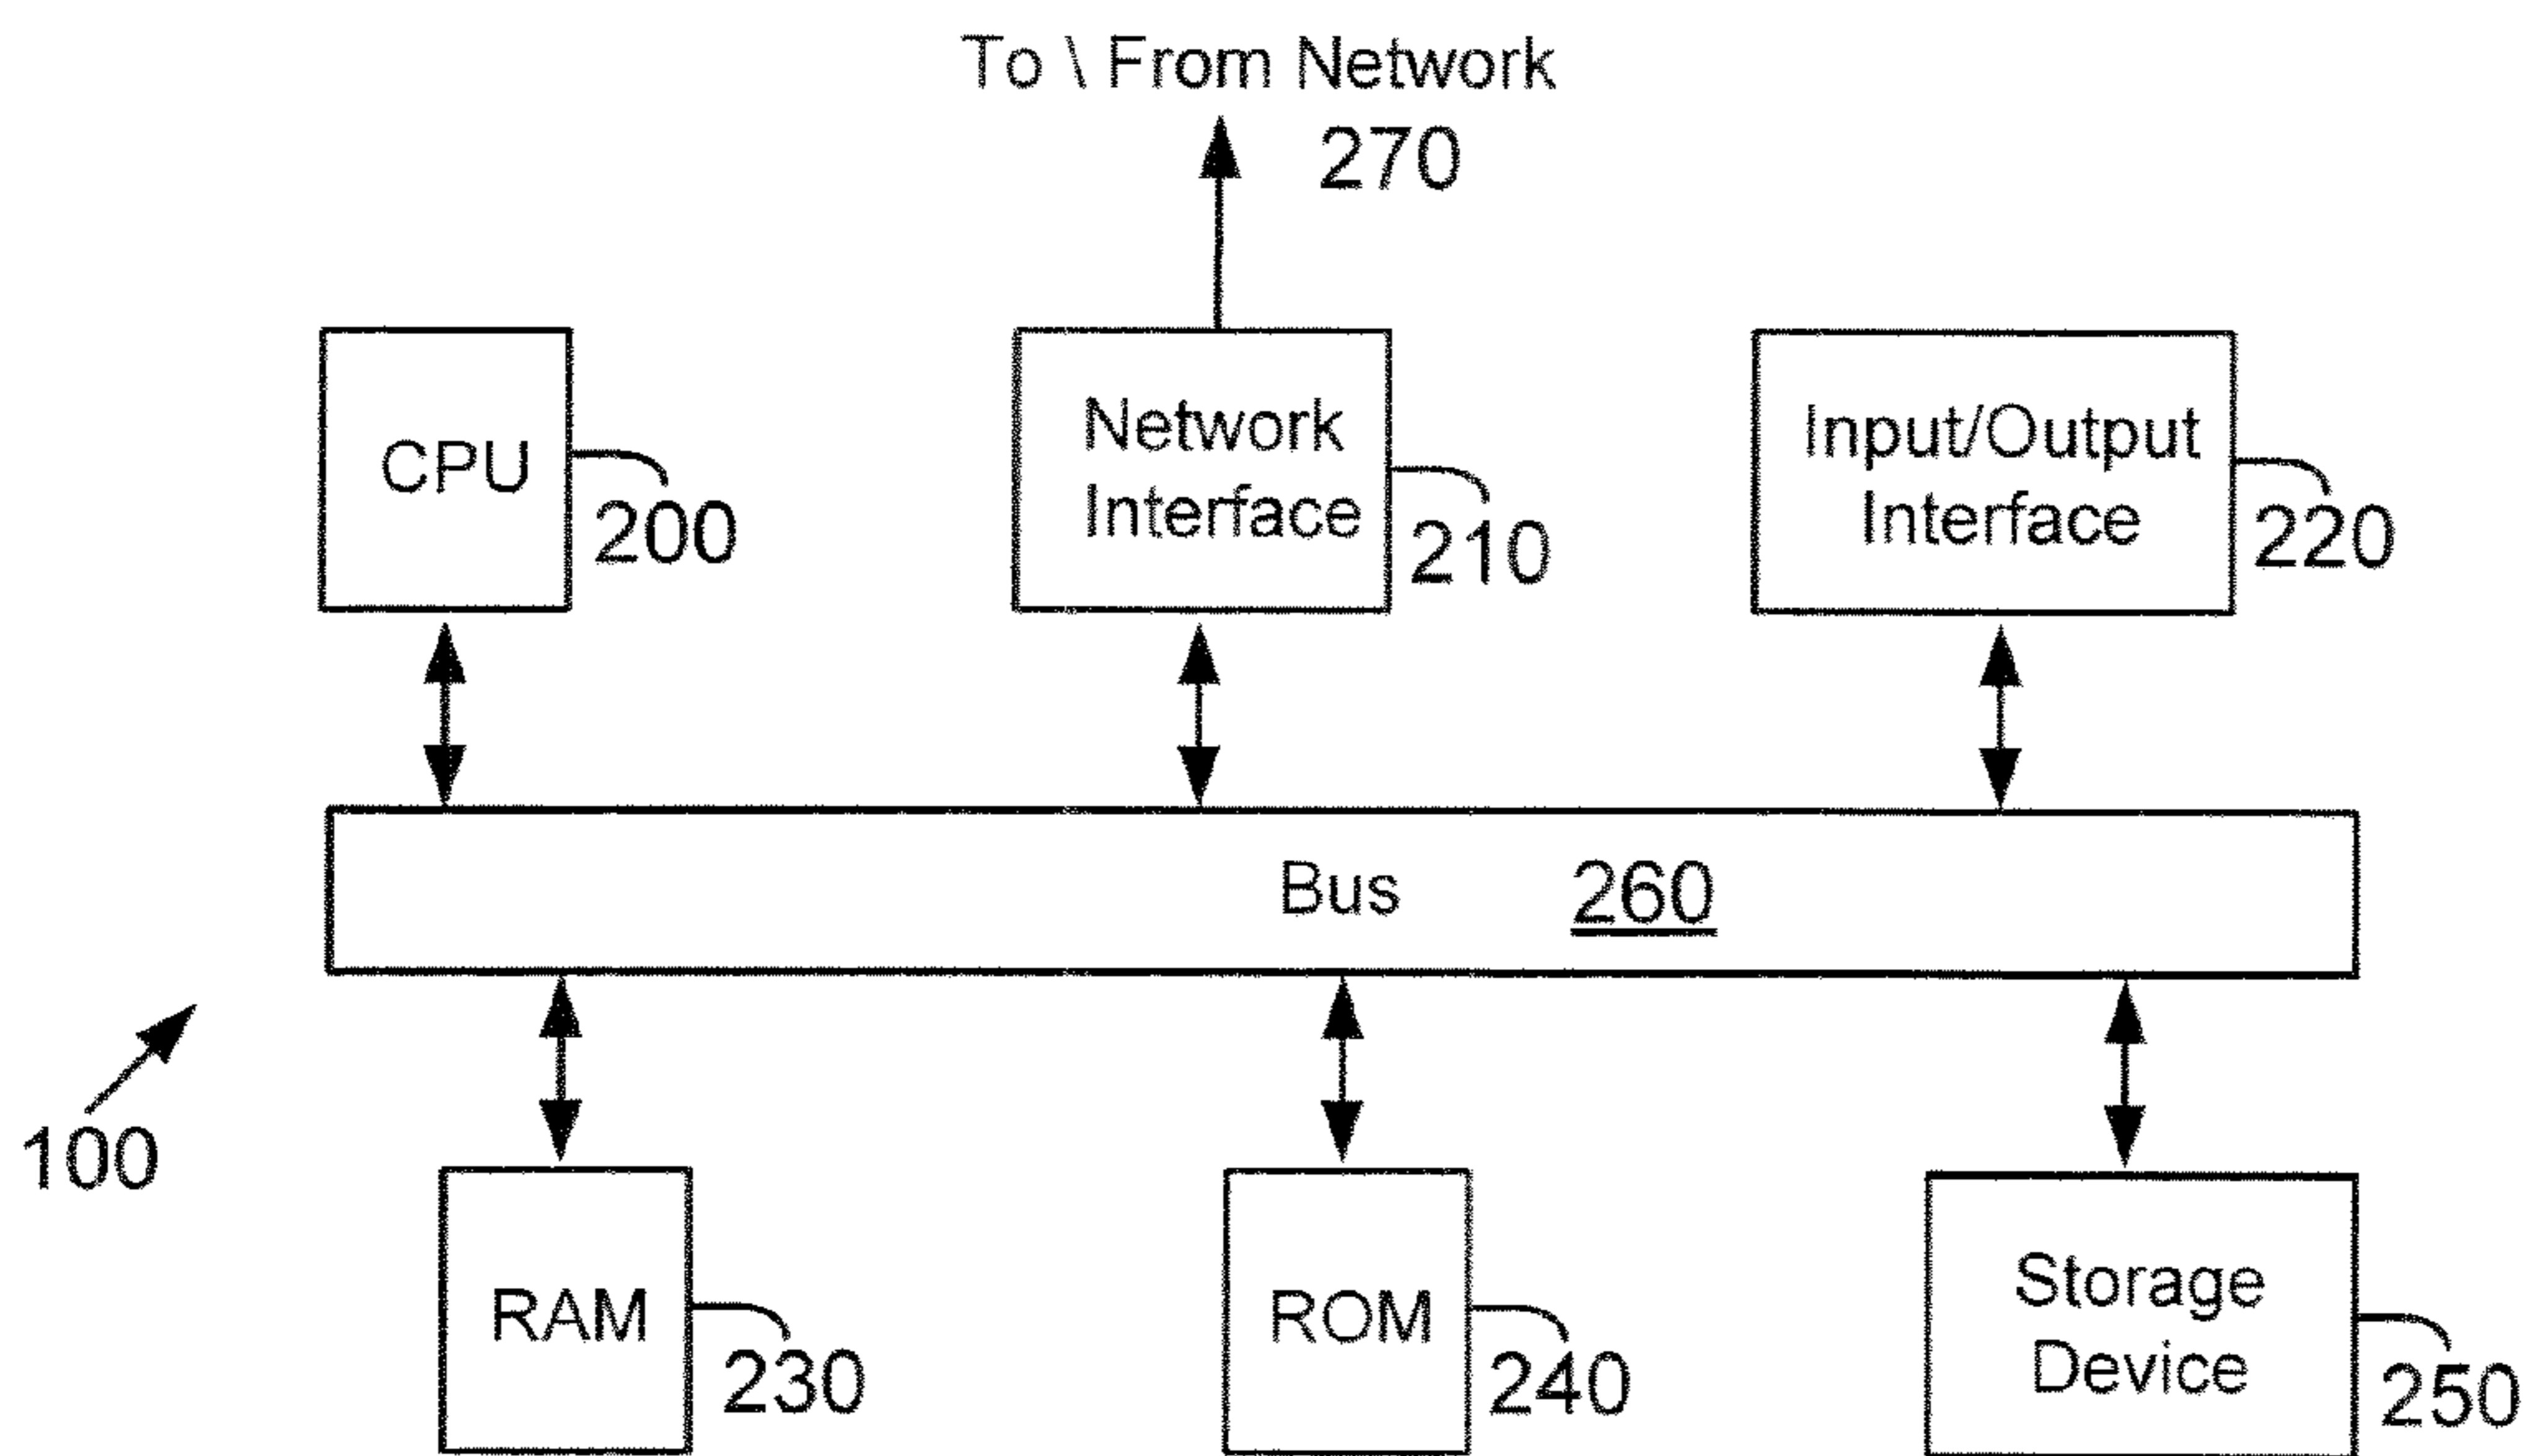 To \ From Network
270
CPU
200
Network
Interface
210
Input/Output
Interface
220
Bus 260
100
RAM
230
ROM
240
Storage
Device
250